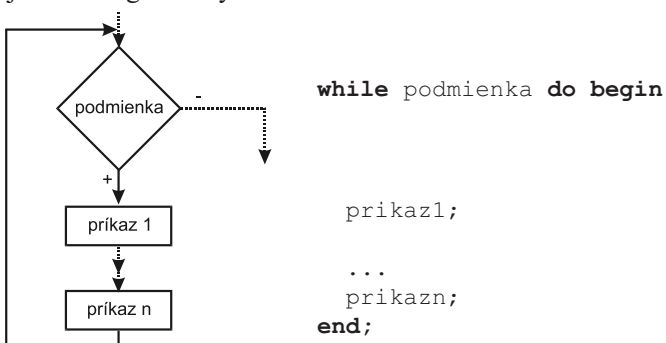 podmienka
-
+
príkaz 1
príkaz n
while podmienka do begin
prikaz1;
...
prikazn;
end;